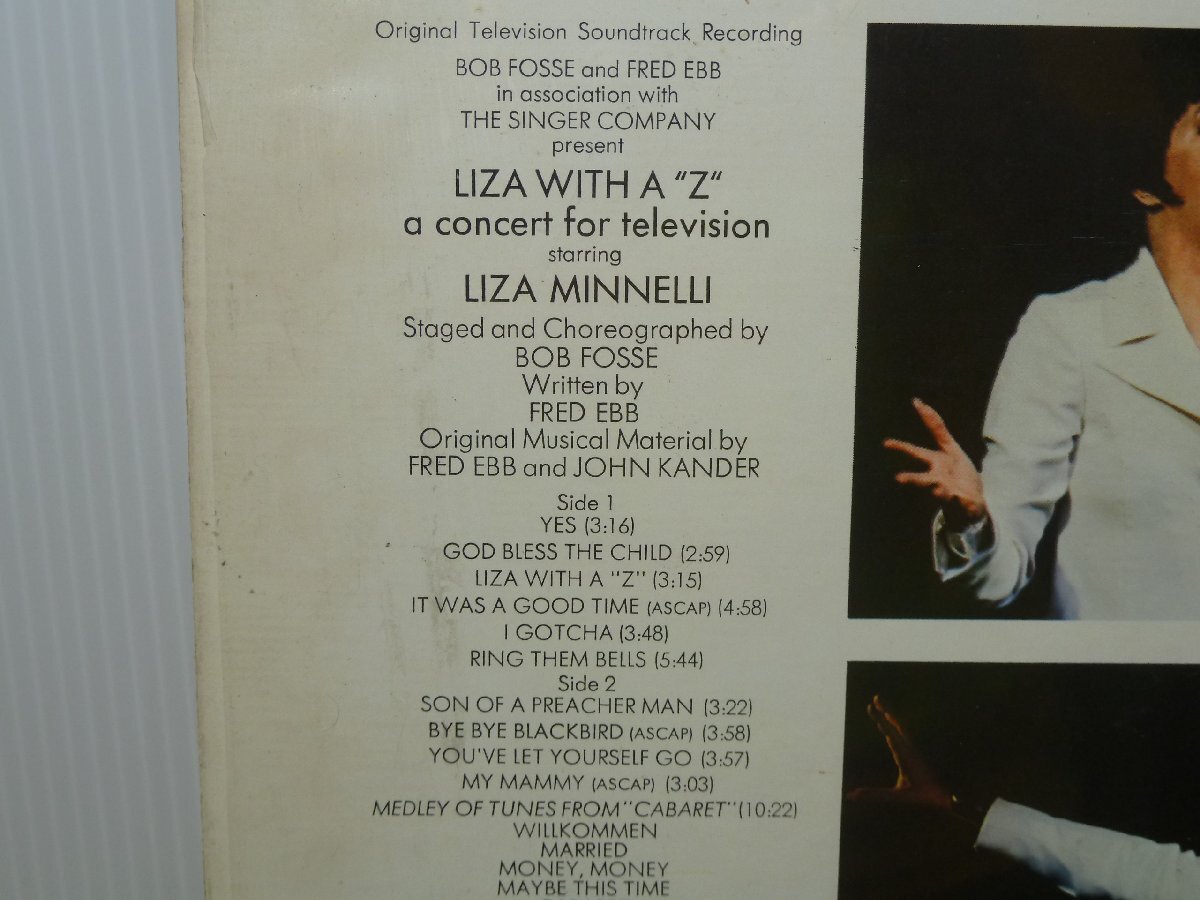 Original Television Soundtrack Recording
BOB FOSSE and FRED EBB
in association with
THE SINGER COMPANY
present
LIZA WITH A "Z"
a concert for television
starring
LIZA MINNELLI
Staged and Choreographed by
BOB FOSSE
Written by
FRED EBB
Original Musical Material by
FRED EBB and JOHN KANDER
Side 1
YES (3:16)
GOD BLESS THE CHILD (2:59)
LIZA WITH A "Z" (3:15)
IT WAS A GOOD TIME (ASCAP) (4:58)
I GOTCHA (3:48)
RING THEM BELLS (5:44)
Side 2
SON OF A PREACHER MAN (3:22)
BYE BYE BLACKBIRD (ASCAP) (3:58)
YOU'VE LET YOURSELF GO (3:57)
MY MAMMY (ASCAP) (3:03)
MEDLEY OF TUNES FROM "CABARET" (10:22)
WILLKOMMEN
MARRIED
MONEY, MONEY
MAYBE THIS TIME